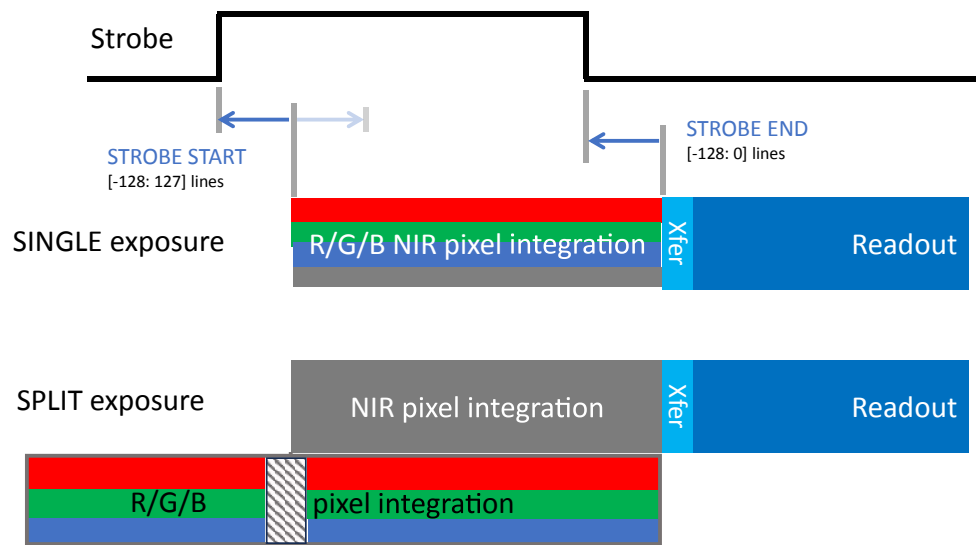 Strobe
STROBE START
[-128: 127] lines
STROBE END
[-128: 0] lines
SINGLE exposure
R/G/B NIR pixel integration
Xfer
Readout
SPLIT exposure
NIR pixel integration
Xfer
Readout
R/G/B pixel integration